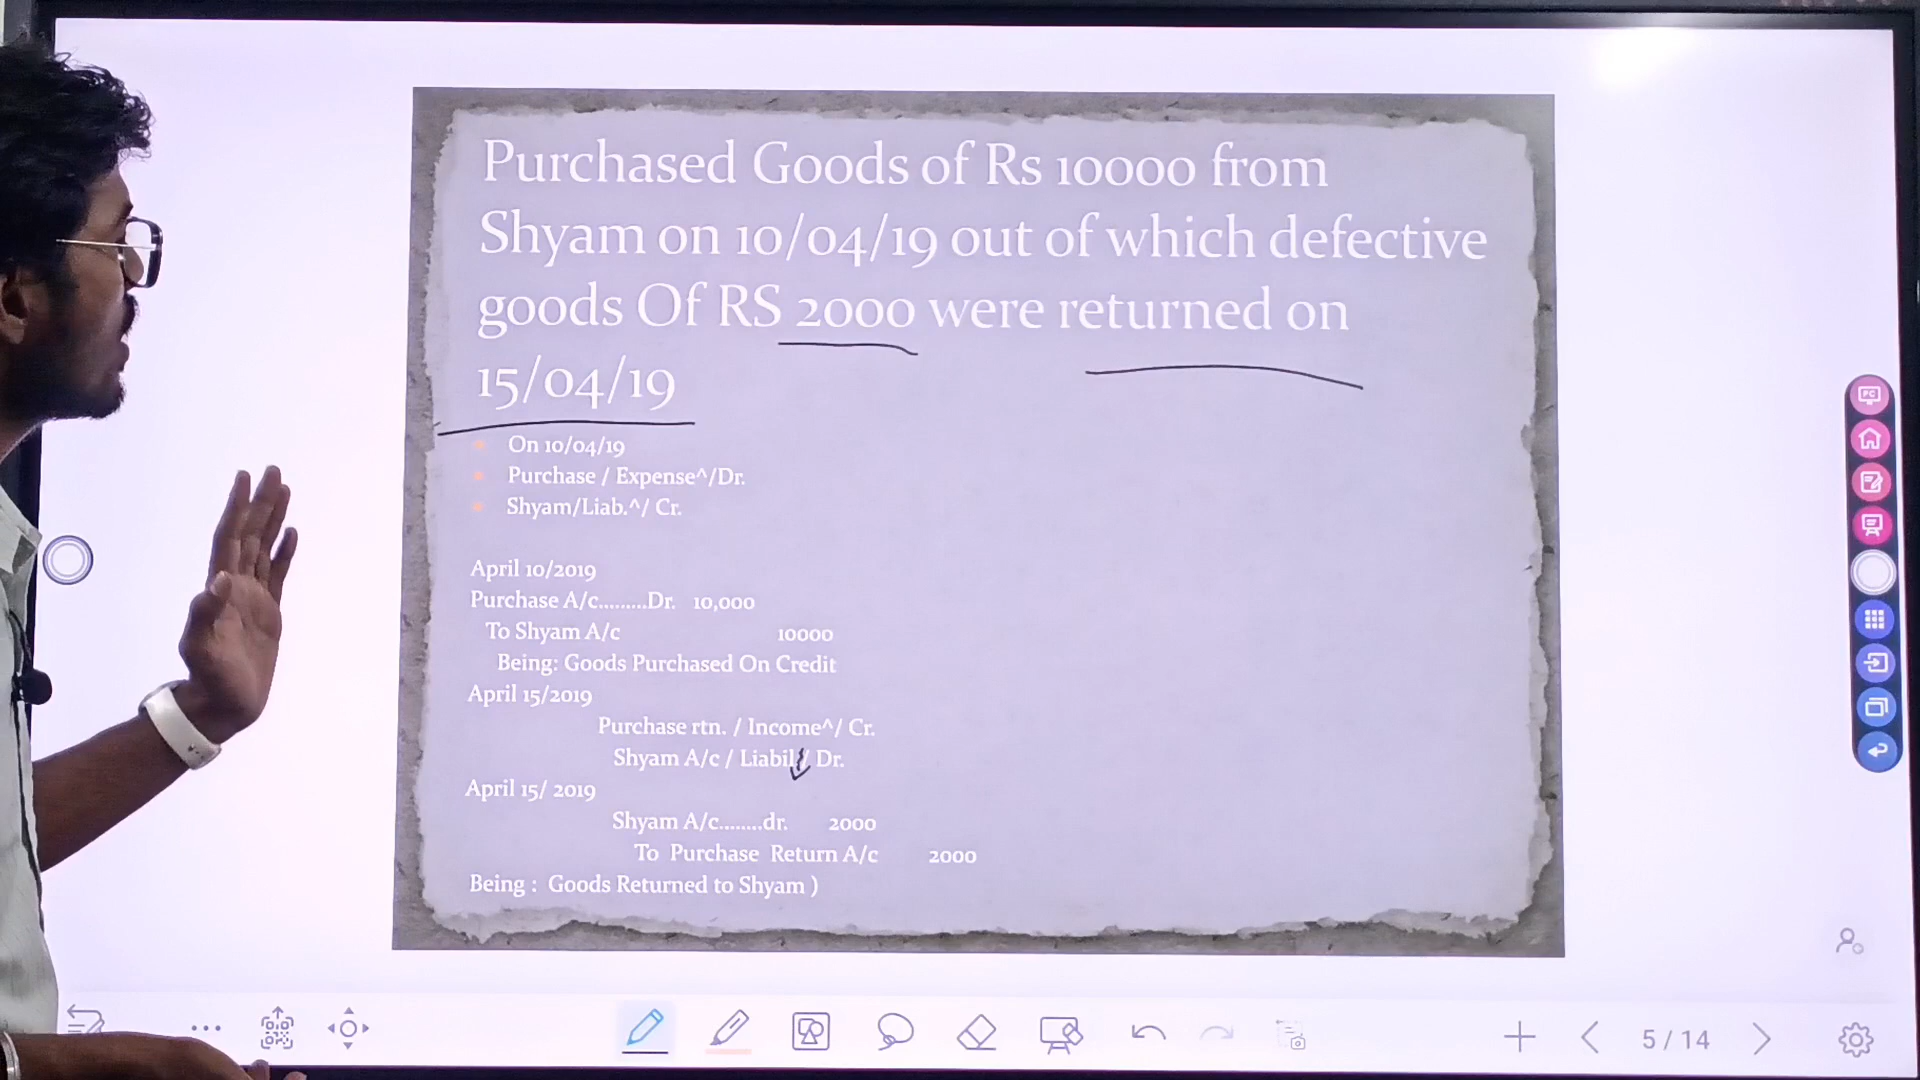 Purchased Goods of Rs 10000 from
Shyam on 10/04/19 out of which defective
goods Of RS 2000 were returned on
15/04/19
On 10/04/19
Purchase / Expense^/Dr.
Shyam/Liab.^/ Cr.
April 10/2019
Purchase A/c.........Dr. 10,000
To Shyam A/c 10000
Being: Goods Purchased On Credit
April 15/2019
Purchase rtn. / Income^/ Cr.
Shyam A/c / Liabil / Dr.
April 15/ 2019
Shyam A/c........dr. 2000
To Purchase Return A/c 2000
Being : Goods Returned to Shyam )
PC
5 / 14